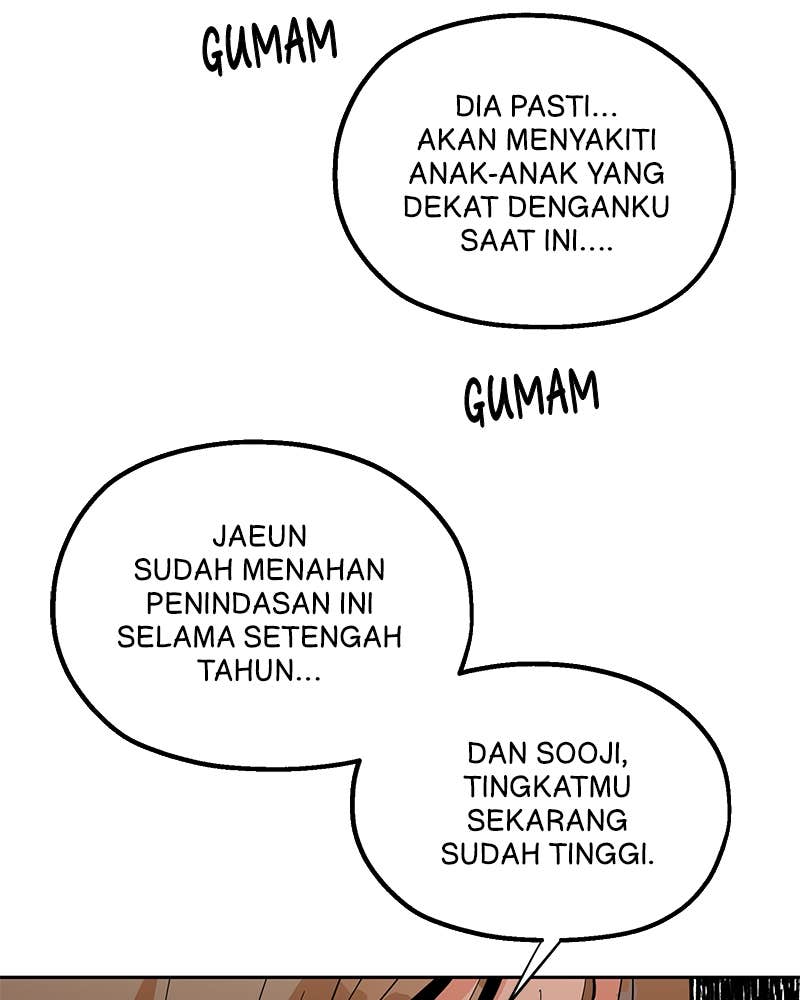 GUMAM
DIA PASTI...
AKAN MENYAKITI
ANAK-ANAK YANG
DEKAT DENGANKU
SAAT INI....
GUMAM
JAEUN
SUDAH MENAHAN
PENINDASAN INI
SELAMA SETENGAH
TAHUN...
DAN SOOJI,
TINGKATMU
SEKARANG
SUDAH TINGGI.